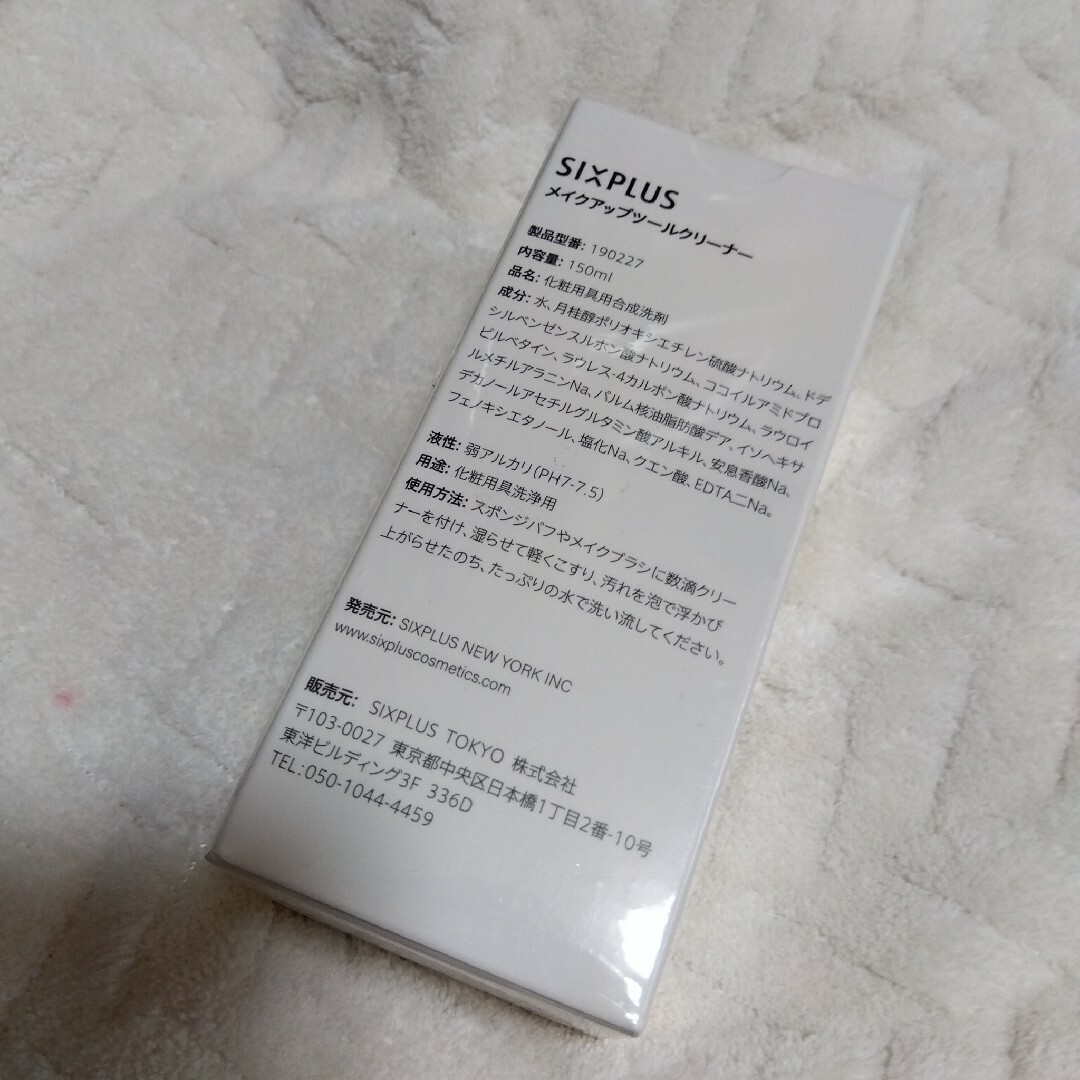 SIXPLUS
メイクアップツールクリーナー
製品型番: 190227
内容量: 150ml
品名: 化粧用具用合成洗剤
成分: 水、月桂醇ポリオキシエチレン硫酸ナトリウム、ドデ
シルベンゼンスルホン酸ナトリウム、ココイルアミドプロ
ピルベタイン、ラウレス-4カルボン酸ナトリウム、ラウロイ
ルメチルアラニンNa、パルム核油脂肪酸デア、イソヘキサ
デカノールアセチルグルタミン酸アルキル、安息香酸Na、
フェノキシエタノール、塩化Na、クエン酸、EDTA二Na。
液性: 弱アルカリ(PH7-7.5)
用途: 化粧用具洗浄用
使用方法: スポンジパフやメイクブラシに数滴クリー
ナーを付け、湿らせて軽くこすり、汚れを泡で浮かび
上がらせたのち、たっぷりの水で洗い流してください。
発売元: SIXPLUS NEW YORK INC
www.sixpluscosmetics.com
販売元: SIXPLUS TOKYO 株式会社
〒103-0027 東京都中央区日本橋1丁目2番-10号
東洋ビルディング3F 336D
TEL:050-1044-4459